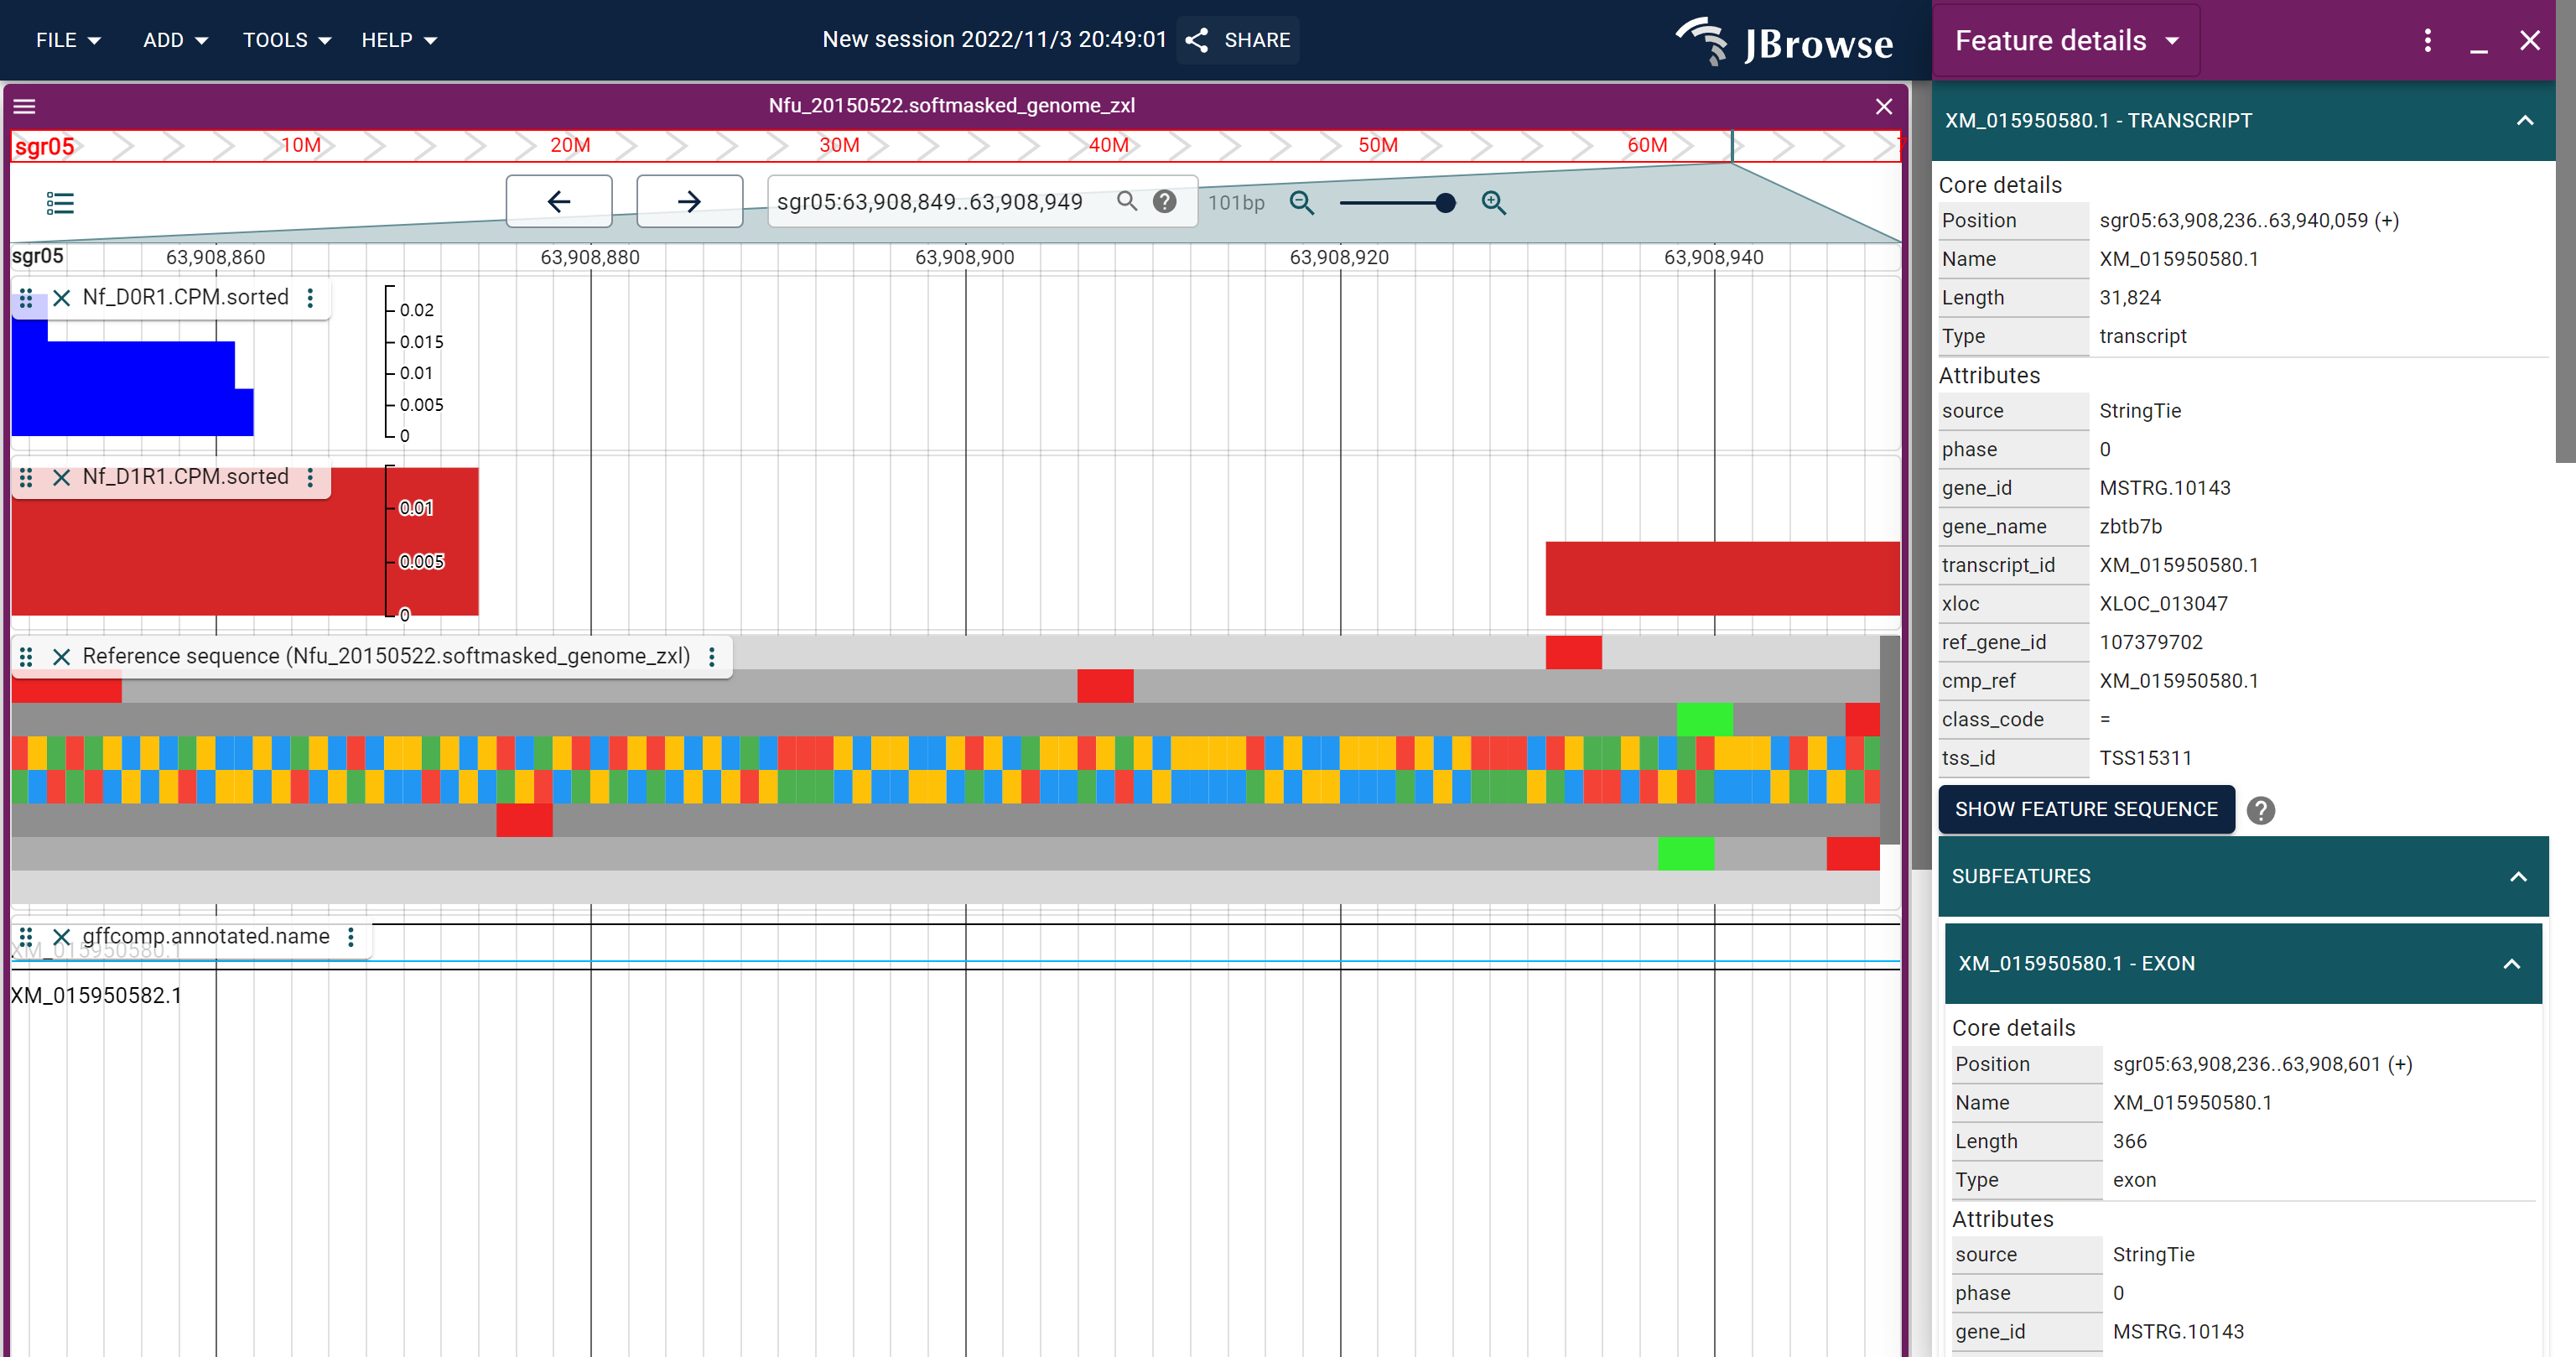 FILE ADD TOOLS HELP New session 2022/11/3 20:49:01 SHARE JBrowse
Nfu_20150522.softmasked_genome_zxl
sgr05 10M 20M 30M 40M 50M 60M
sgr05:63,908,849..63,908,949 101bp
sgr05 63,908,860 63,908,880 63,908,900 63,908,920 63,908,940
Nf_D0R1.CPM.sorted
0.02
0.015
0.01
0.005
0
Nf_D1R1.CPM.sorted
0.01
0.005
0
Reference sequence (Nfu_20150522.softmasked_genome_zxl)
gffcomp.annotated.name
XM_015950580.1
XM_015950582.1
Feature details
XM_015950580.1 - TRANSCRIPT
Core details
Position sgr05:63,908,236..63,940,059 (+)
Name XM_015950580.1
Length 31,824
Type transcript
Attributes
source StringTie
phase 0
gene_id MSTRG.10143
gene_name zbtb7b
transcript_id XM_015950580.1
xloc XLOC_013047
ref_gene_id 107379702
cmp_ref XM_015950580.1
class_code =
tss_id TSS15311
SHOW FEATURE SEQUENCE
SUBFEATURES
XM_015950580.1 - EXON
Core details
Position sgr05:63,908,236..63,908,601 (+)
Name XM_015950580.1
Length 366
Type exon
Attributes
source StringTie
phase 0
gene_id MSTRG.10143